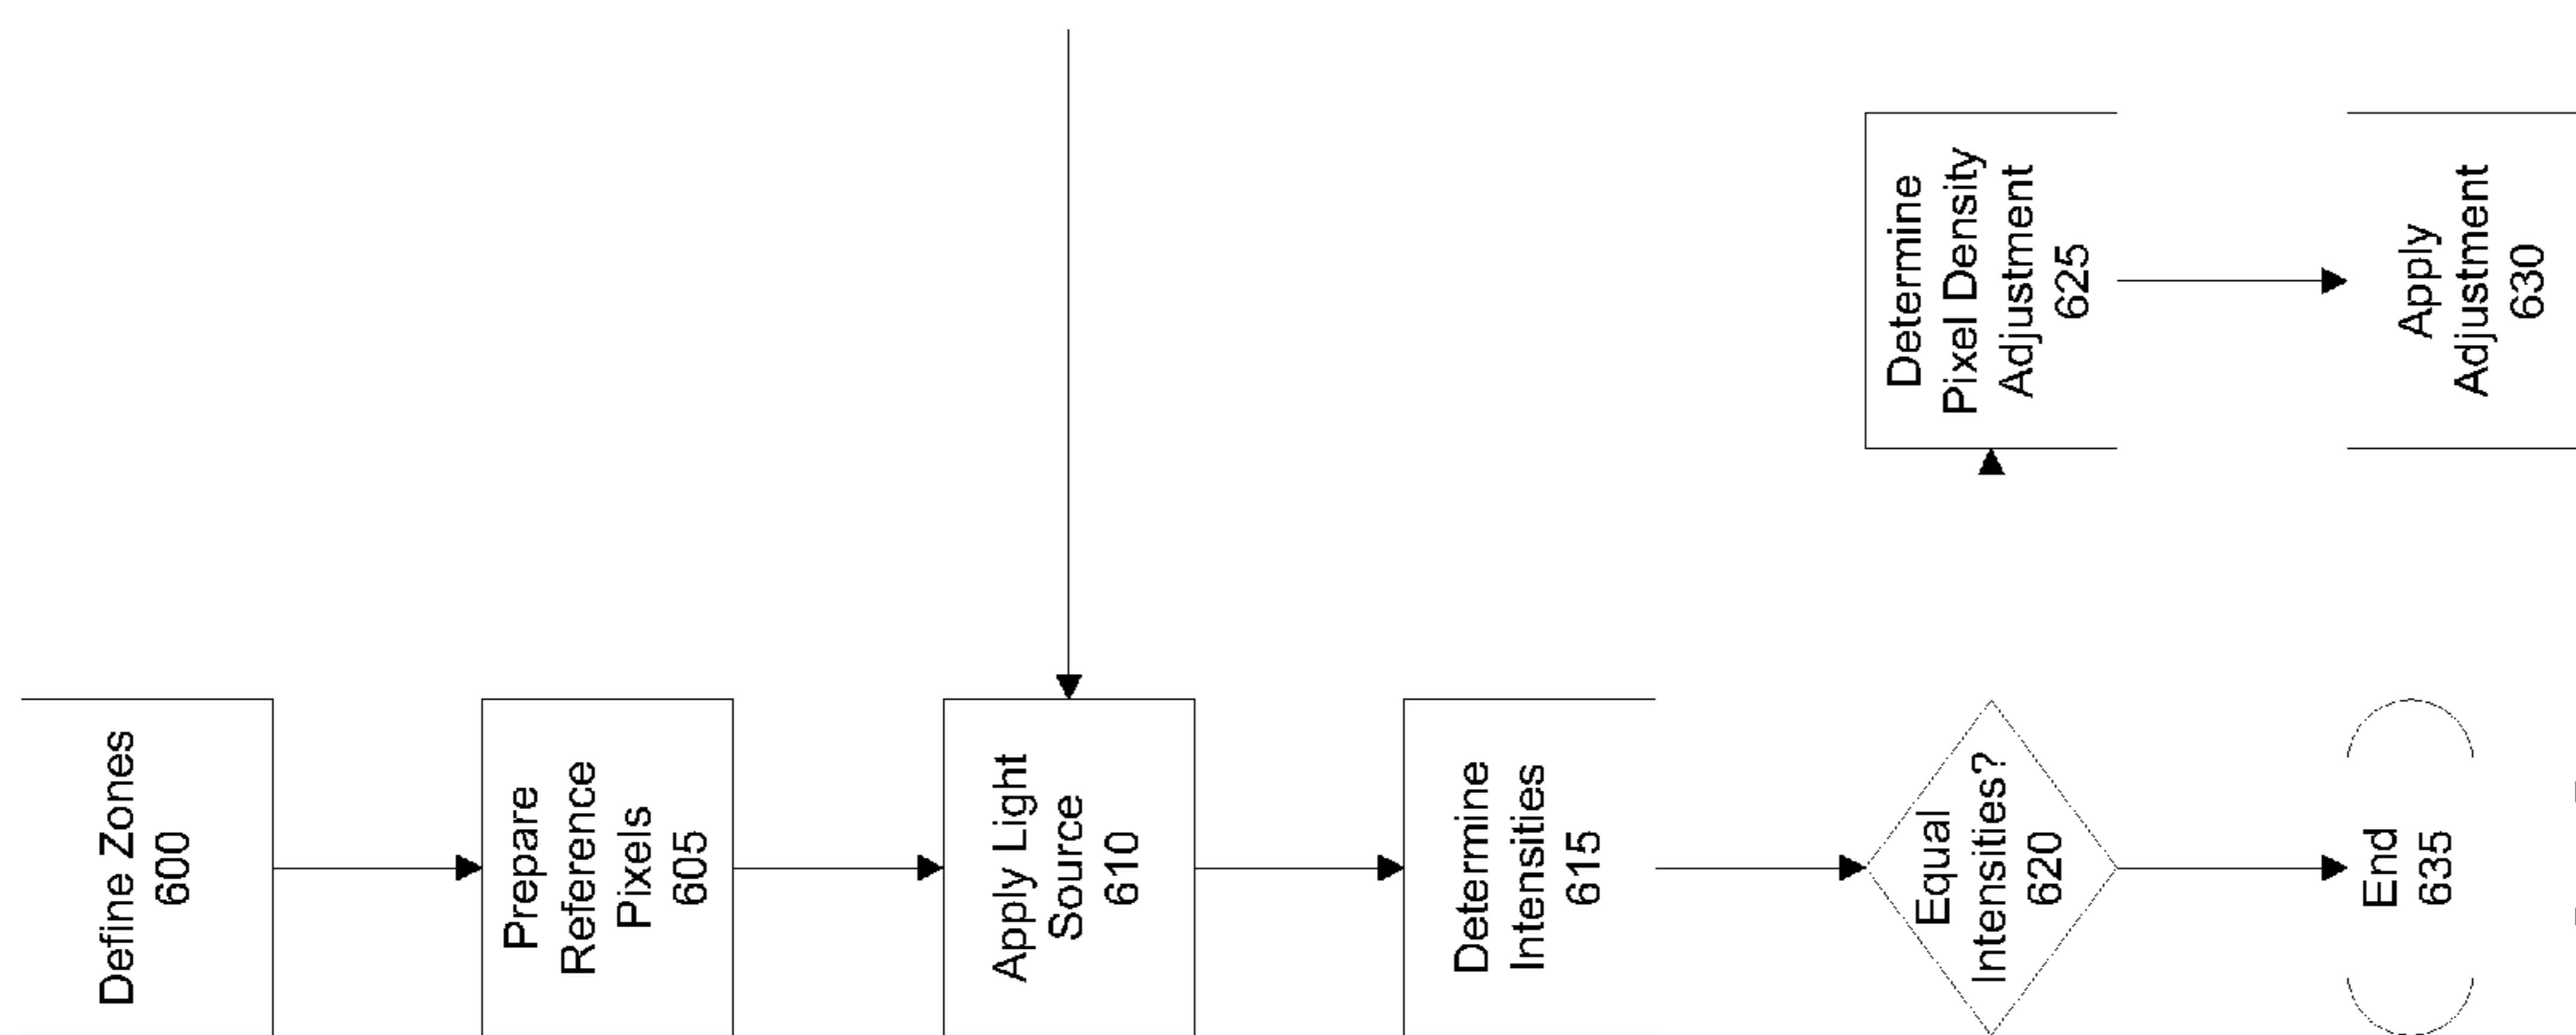 Define Zones
600
Prepare
Reference
Pixels
605
Apply Light
Source
610
Determine
Intensities
615
Equal
Intensities?
620
Determine
Pixel Density
Adjustment
625
Apply
Adjustment
630
End
635